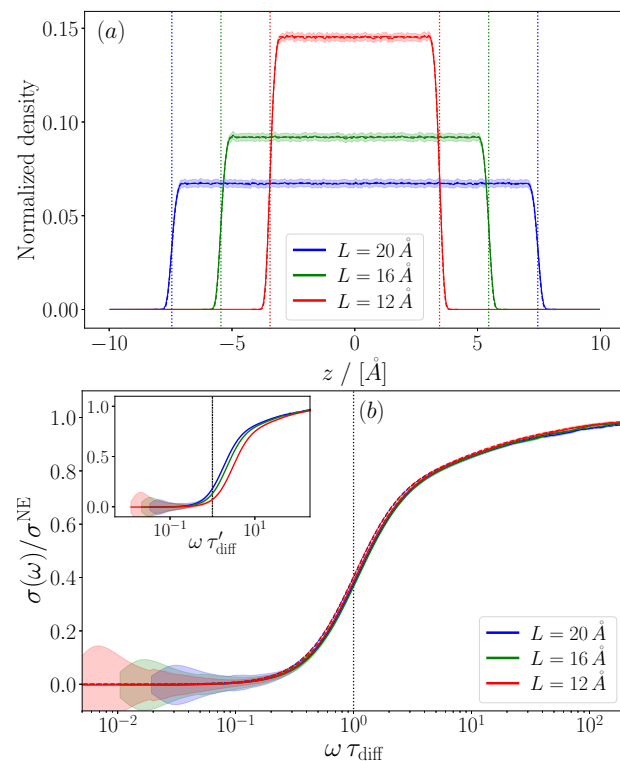 (a)
0.15
0.10
0.05
0.00
Normalized density
L = 20 Å
L = 16 Å
L = 12 Å
−10
−5
0
5
10
z / [Å]
(b)
1.0
0.8
0.6
0.4
0.2
0.0
σ(ω)/σ^NE
1.0
0.5
0.0
10^−1
10^1
ω τ′_diff
L = 20 Å
L = 16 Å
L = 12 Å
10^−2
10^−1
10^0
10^1
10^2
ω τ_diff